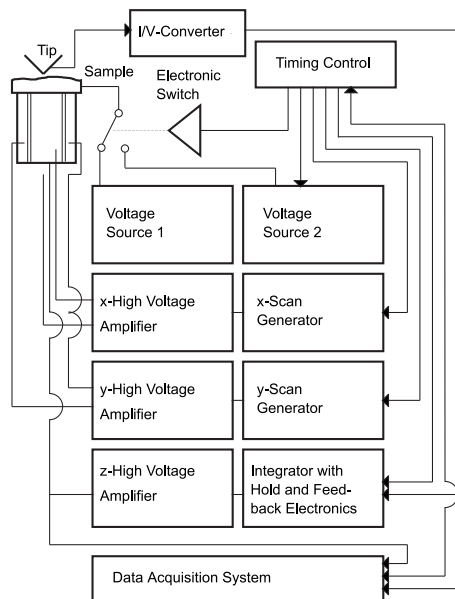 I/V-Converter
Tip
Sample
Electronic
Switch
Timing Control
Voltage
Source 1
Voltage
Source 2
x-High Voltage
Amplifier
x-Scan
Generator
y-High Voltage
Amplifier
y-Scan
Generator
z-High Voltage
Amplifier
Integrator with
Hold and Feed-
back Electronics
Data Acquisition System